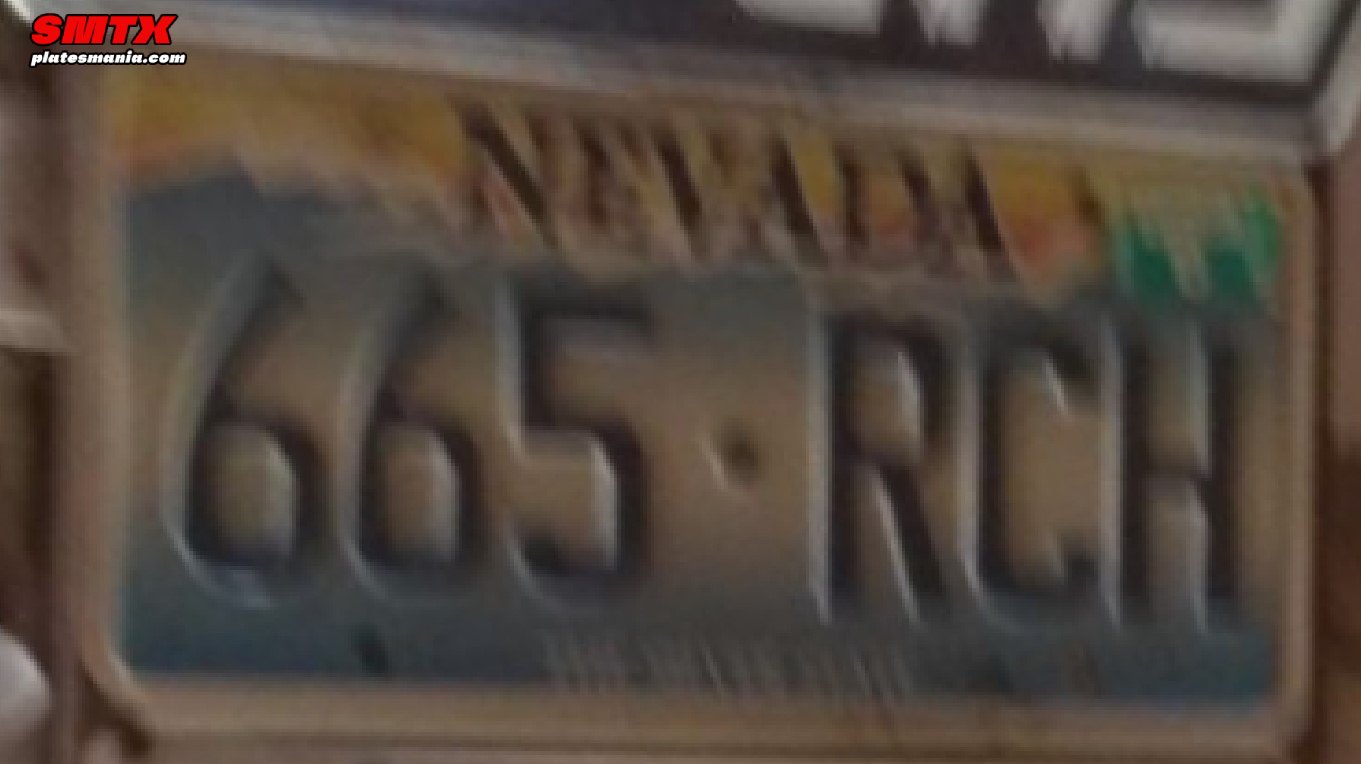 SMTX
platesmania.com
NEVADA
665·RCH